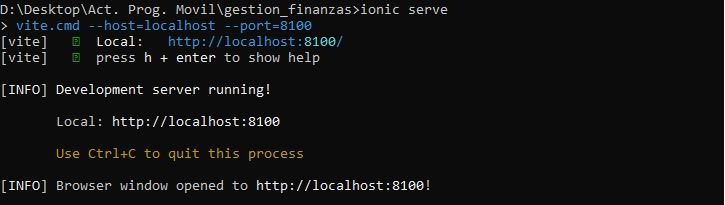 D:\Desktop\Act. Prog. Movil\gestion_finanzas>ionic serve
> vite.cmd --host=localhost --port=8100
[vite] Local: http://localhost:8100/
[vite] press h + enter to show help
[INFO] Development server running!
Local: http://localhost:8100
Use Ctrl+C to quit this process
[INFO] Browser window opened to http://localhost:8100!